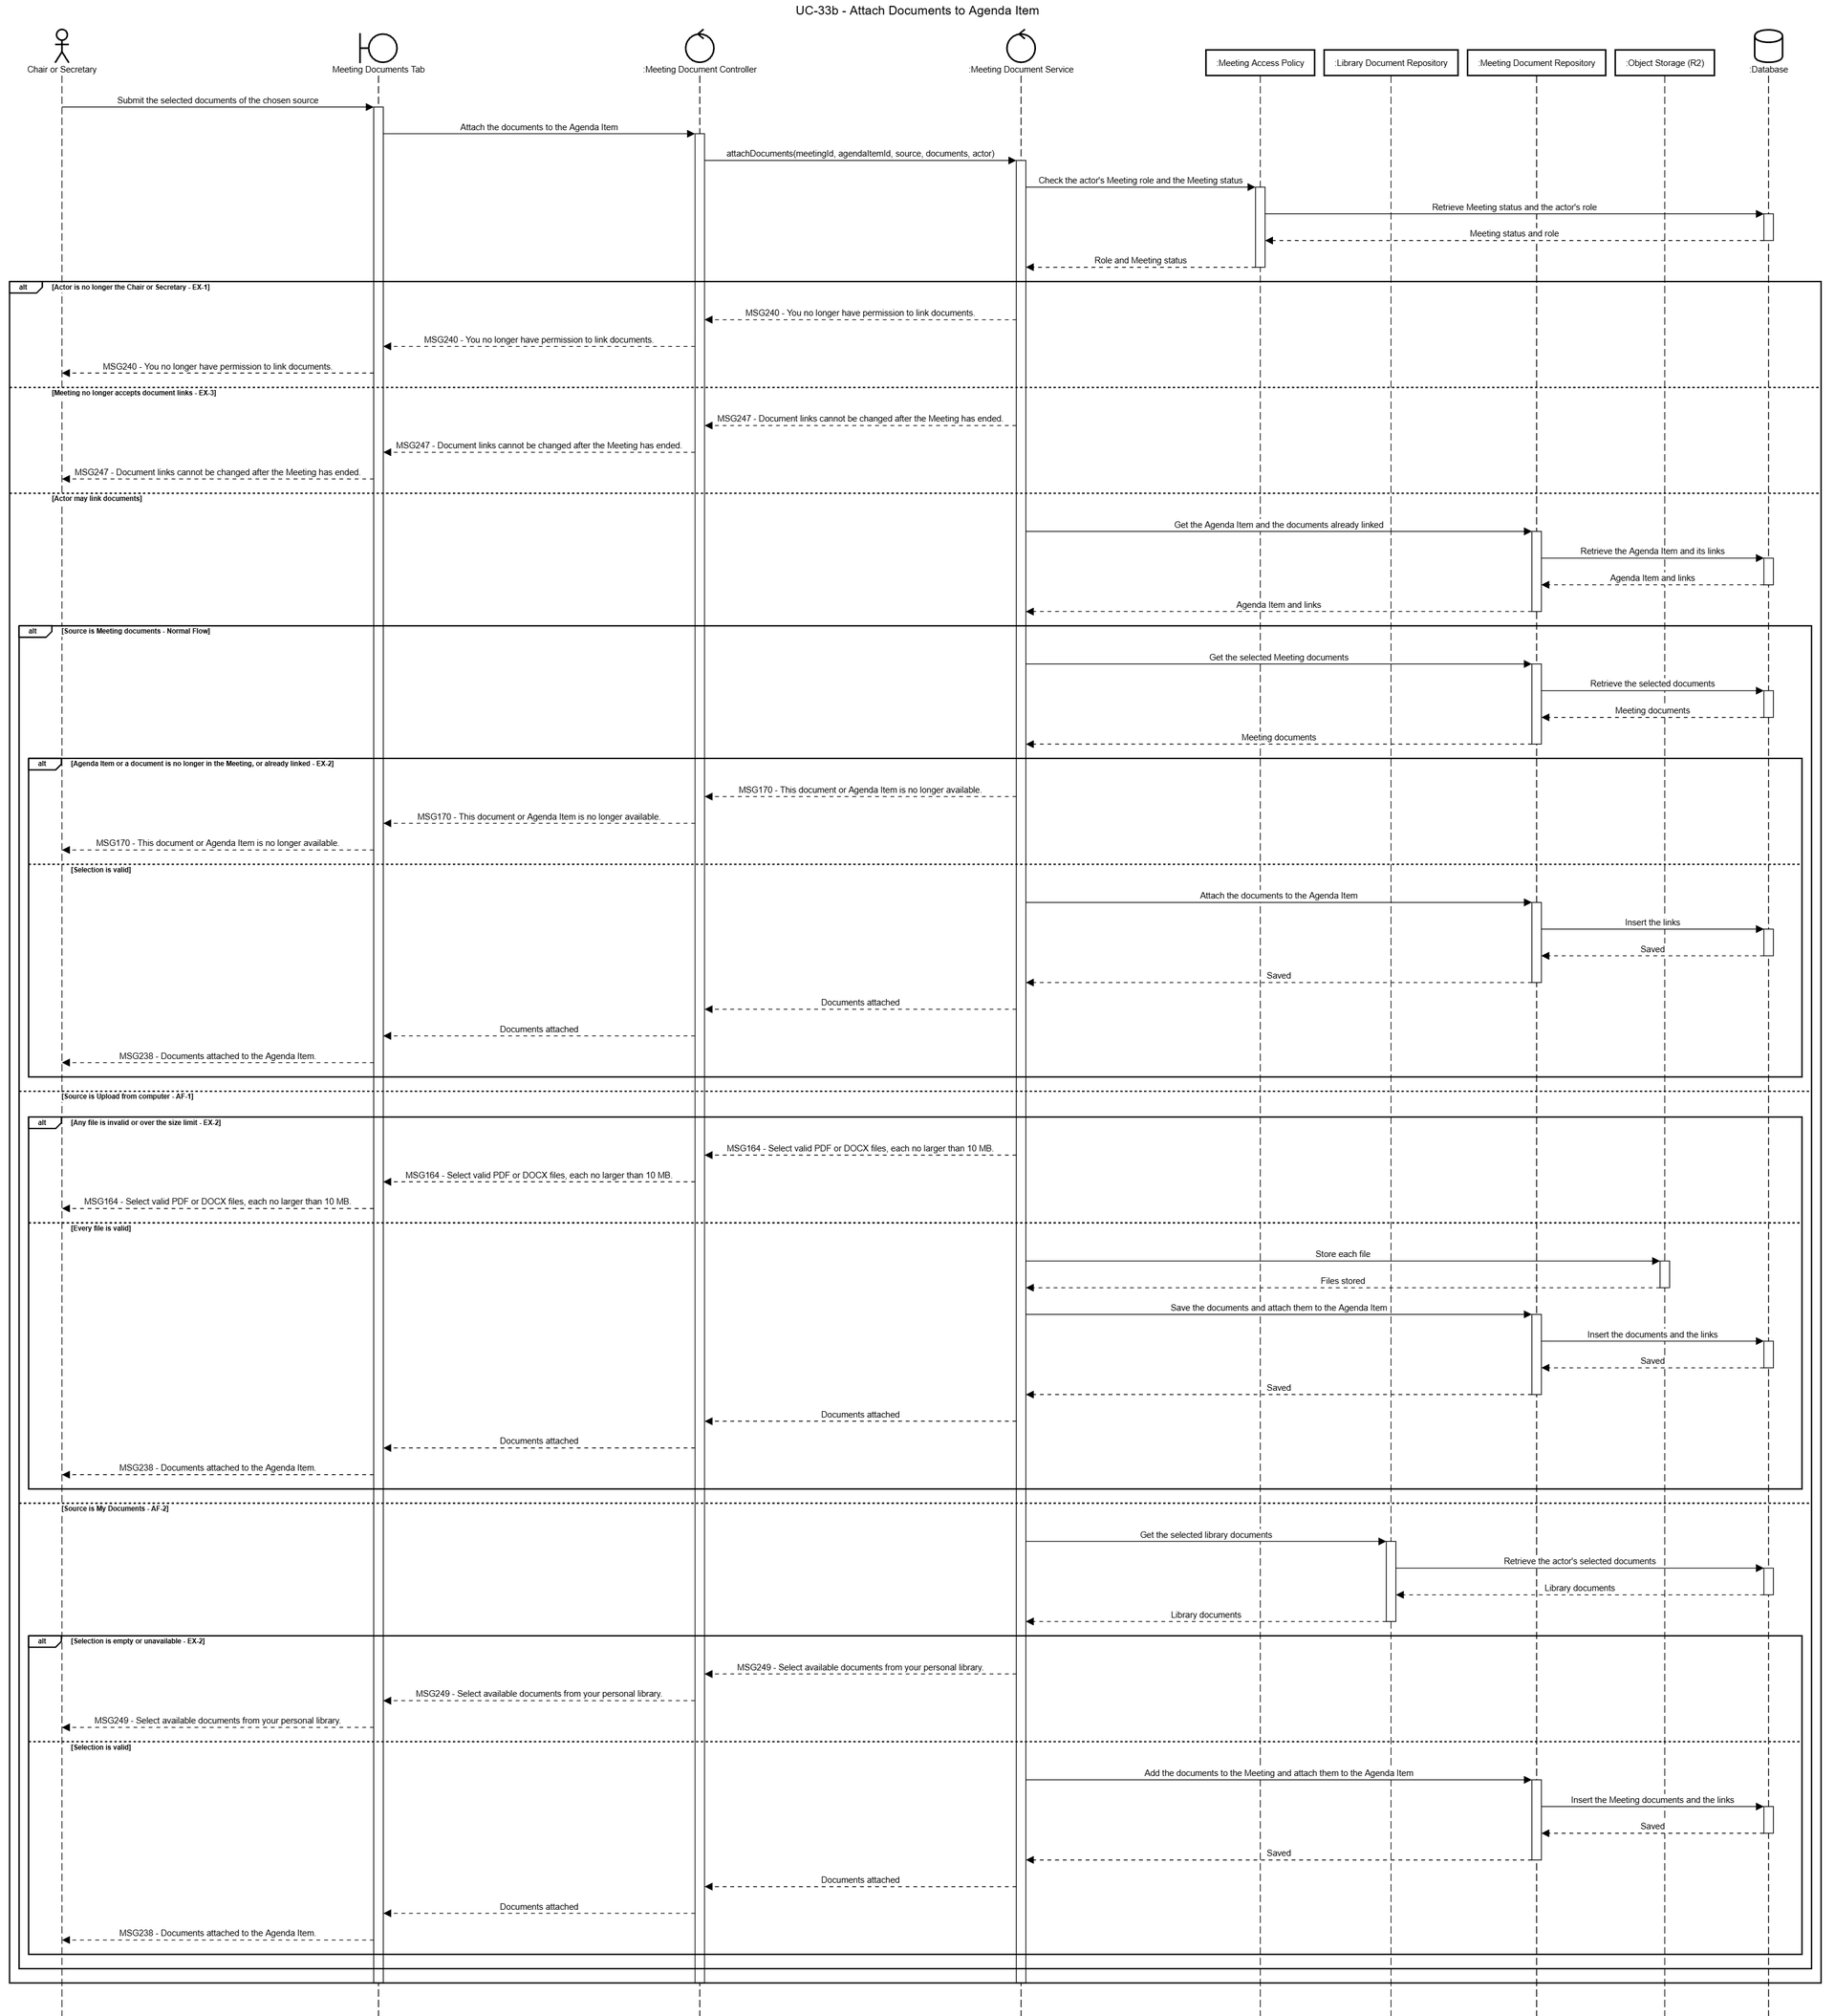 UC-33b - Attach Documents to Agenda Item
Chair or Secretary
Meeting Documents Tab
:Meeting Document Controller
:Meeting Document Service
:Meeting Access Policy
:Library Document Repository
:Meeting Document Repository
:Object Storage (R2)
:Database
Submit the selected documents of the chosen source
Attach the documents to the Agenda Item
attachDocuments(meetingId, agendaItemId, source, documents, actor)
Check the actor's Meeting role and the Meeting status
Retrieve Meeting status and the actor's role
Meeting status and role
Role and Meeting status
alt
[Actor is no longer the Chair or Secretary - EX-1]
MSG240 - You no longer have permission to link documents.
MSG240 - You no longer have permission to link documents.
MSG240 - You no longer have permission to link documents.
[Meeting no longer accepts document links - EX-3]
MSG247 - Document links cannot be changed after the Meeting has ended.
MSG247 - Document links cannot be changed after the Meeting has ended.
MSG247 - Document links cannot be changed after the Meeting has ended.
[Actor may link documents]
Get the Agenda Item and the documents already linked
Retrieve the Agenda Item and its links
Agenda Item and links
Agenda Item and links
alt
[Source is Meeting documents - Normal Flow]
Get the selected Meeting documents
Retrieve the selected documents
Meeting documents
Meeting documents
alt
[Agenda Item or a document is no longer in the Meeting, or already linked - EX-2]
MSG170 - This document or Agenda Item is no longer available.
MSG170 - This document or Agenda Item is no longer available.
MSG170 - This document or Agenda Item is no longer available.
[Selection is valid]
Attach the documents to the Agenda Item
Insert the links
Saved
Saved
Documents attached
Documents attached
MSG238 - Documents attached to the Agenda Item.
[Source is Upload from computer - AF-1]
alt
[Any file is invalid or over the size limit - EX-2]
MSG164 - Select valid PDF or DOCX files, each no larger than 10 MB.
MSG164 - Select valid PDF or DOCX files, each no larger than 10 MB.
MSG164 - Select valid PDF or DOCX files, each no larger than 10 MB.
[Every file is valid]
Store each file
Files stored
Save the documents and attach them to the Agenda Item
Insert the documents and the links
Saved
Saved
Documents attached
Documents attached
MSG238 - Documents attached to the Agenda Item.
[Source is My Documents - AF-2]
Get the selected library documents
Retrieve the actor's selected documents
Library documents
Library documents
alt
[Selection is empty or unavailable - EX-2]
MSG249 - Select available documents from your personal library.
MSG249 - Select available documents from your personal library.
MSG249 - Select available documents from your personal library.
[Selection is valid]
Add the documents to the Meeting and attach them to the Agenda Item
Insert the Meeting documents and the links
Saved
Saved
Documents attached
Documents attached
MSG238 - Documents attached to the Agenda Item.